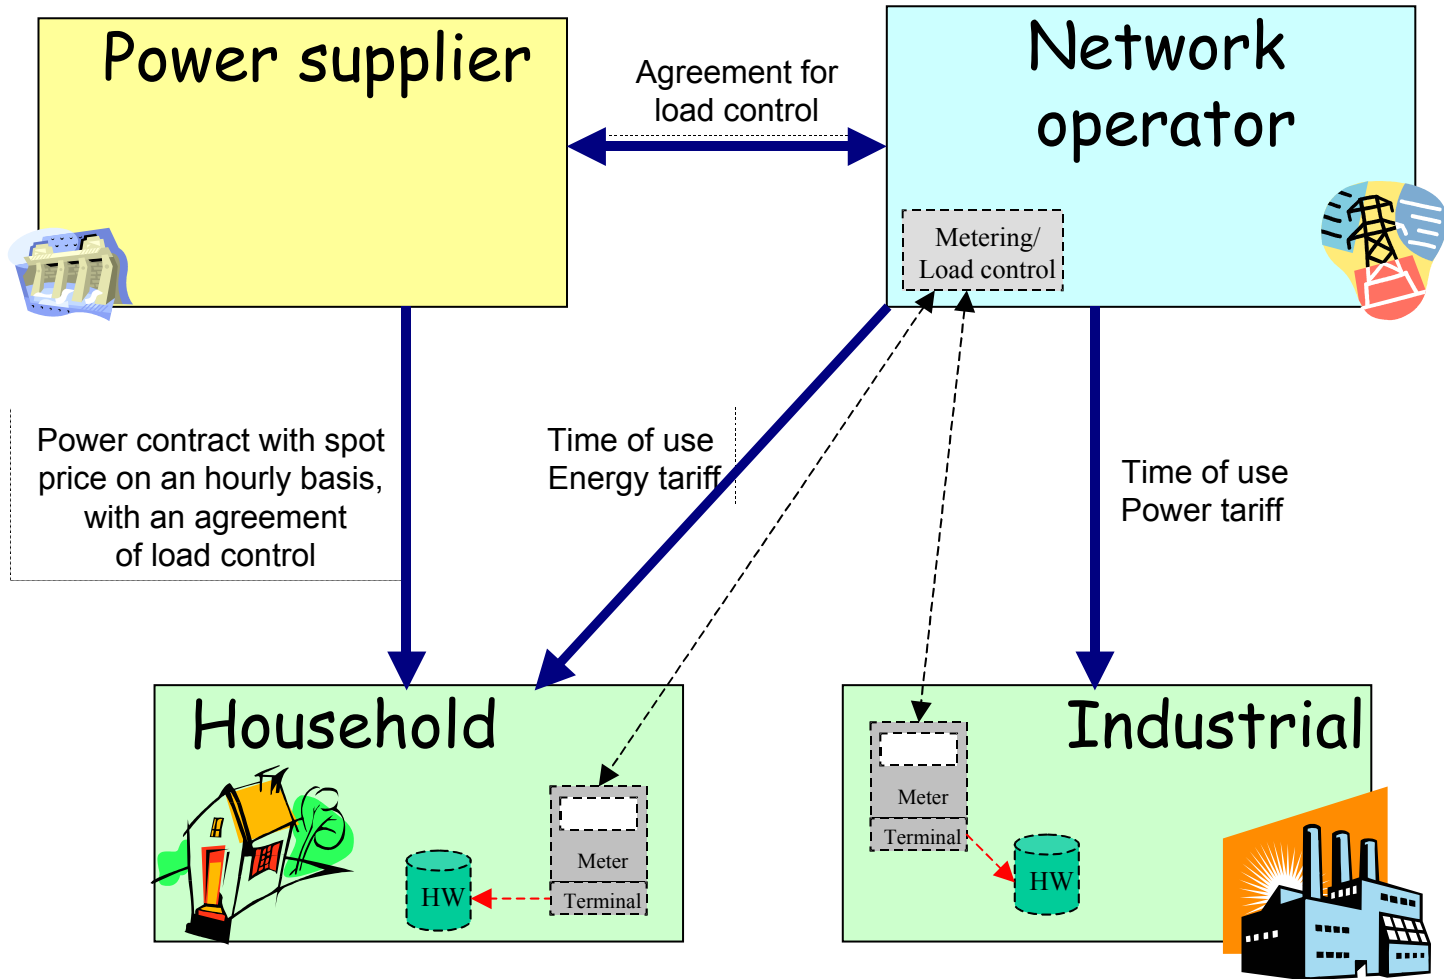 Power supplier
Agreement for
load control
Network
operator
Metering/
Load control
Power contract with spot
price on an hourly basis,
with an agreement
of load control
Time of use
Energy tariff
Time of use
Power tariff
Household
Meter
Terminal
HW
Industrial
Meter
Terminal
HW